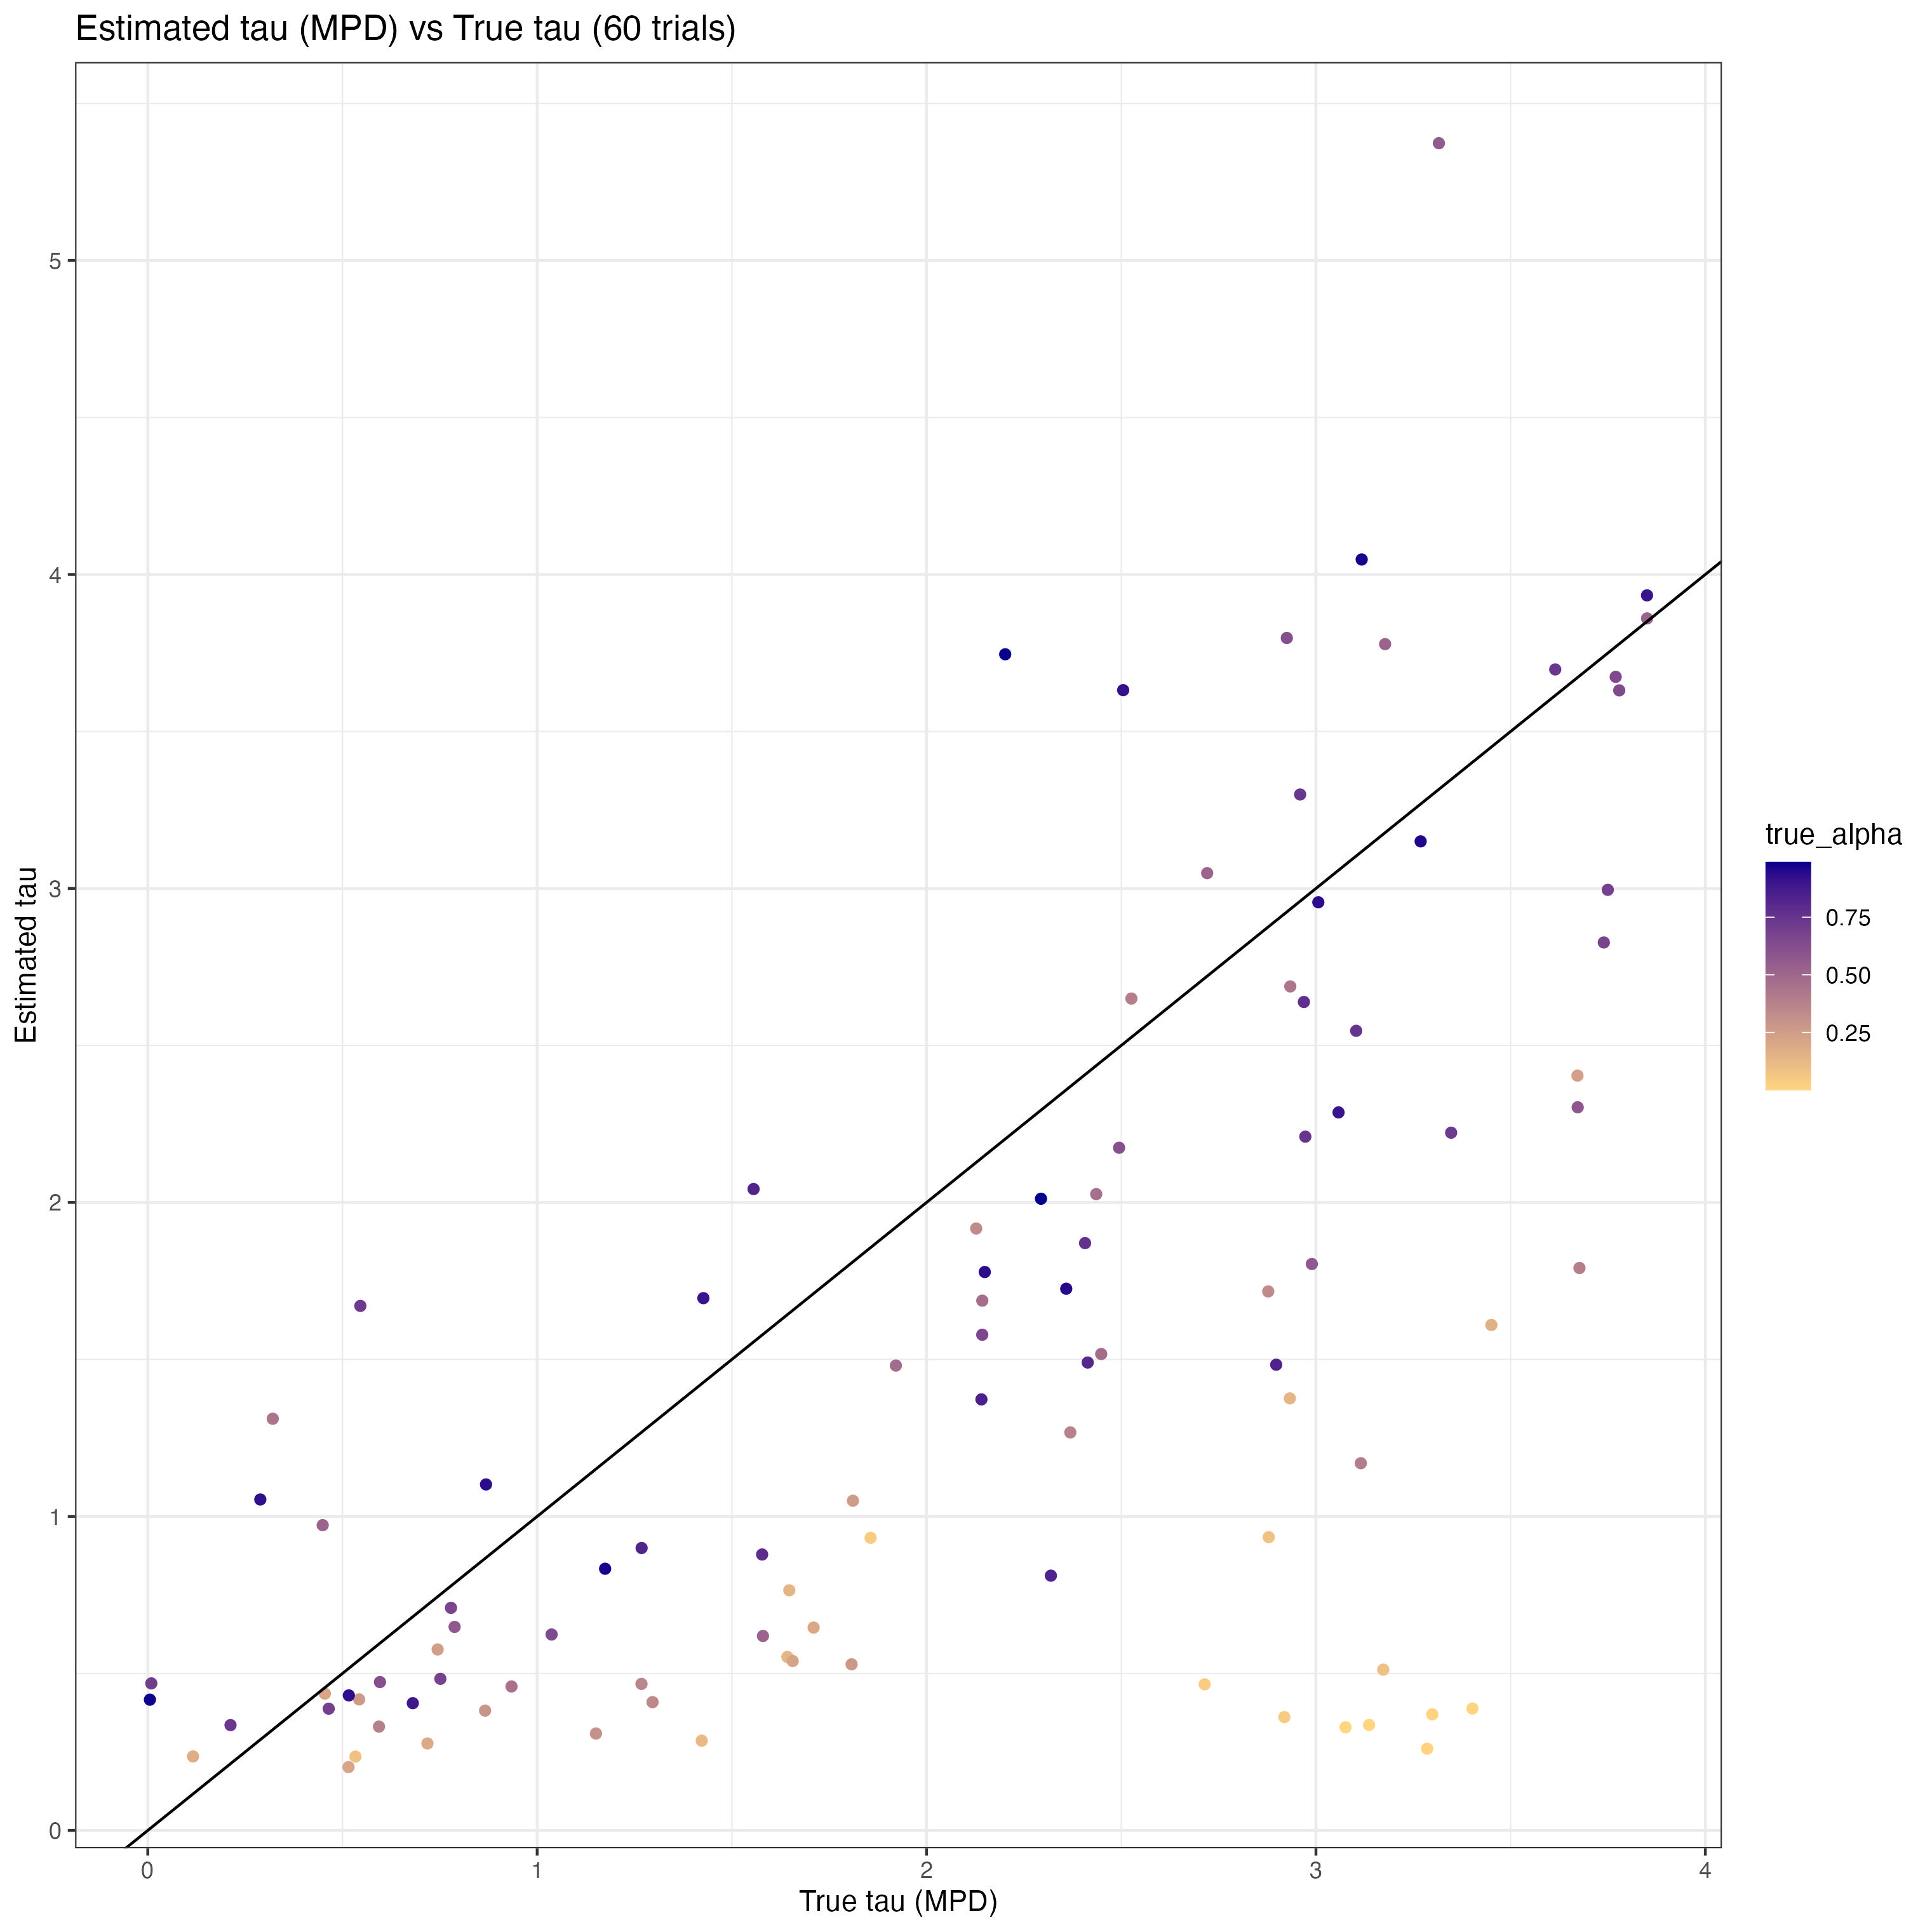 Estimated tau (MPD) vs True tau (60 trials)
Estimated tau
5
4
3
2
1
0
0 1 2 3 4
True tau (MPD)
true_alpha
0.75
0.50
0.25